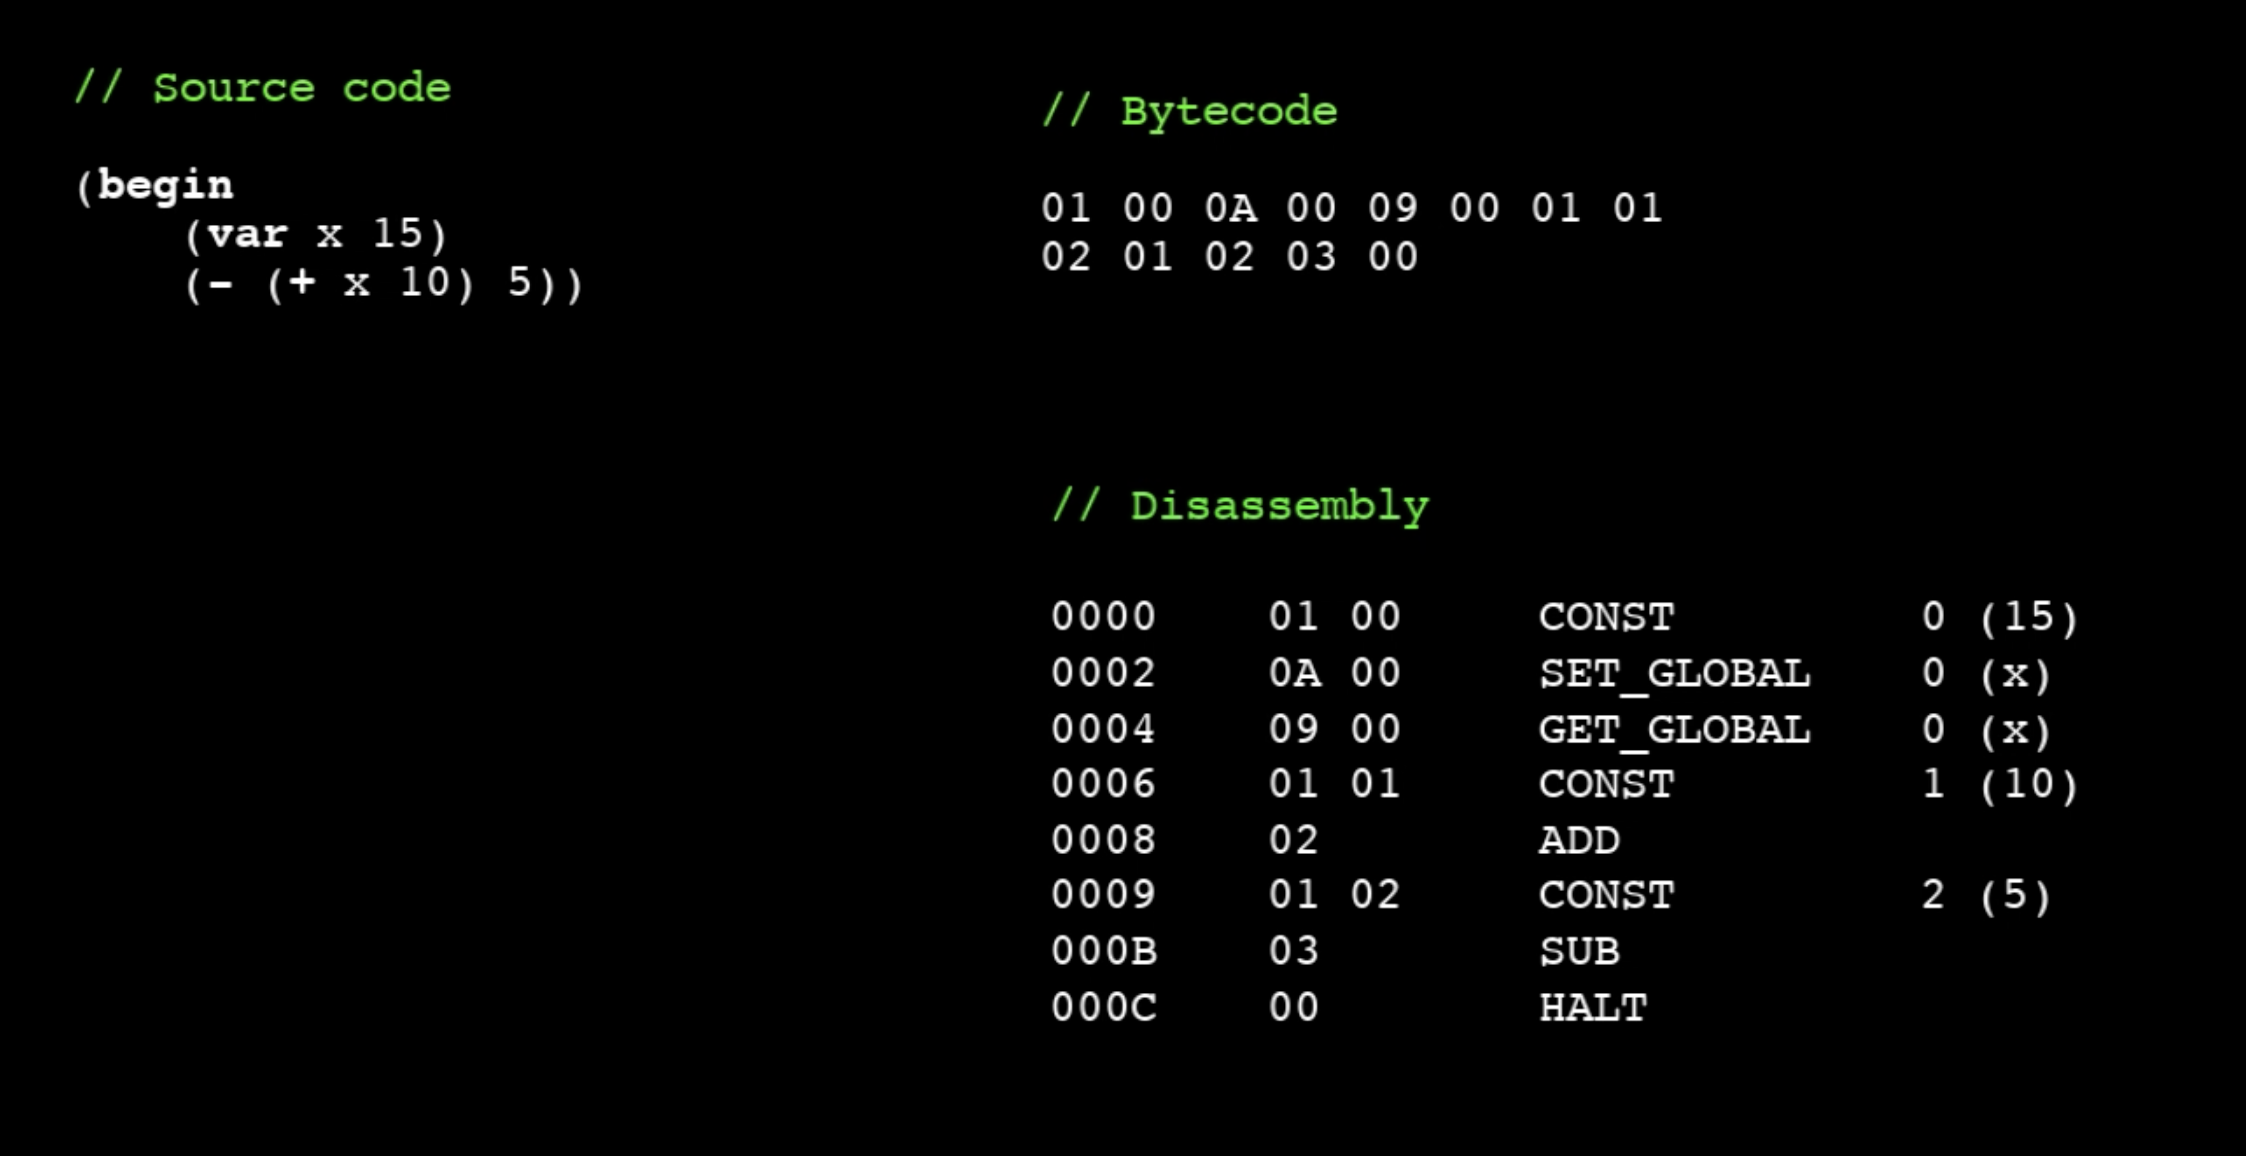 // Source code
(begin
    (var x 15)
    (- (+ x 10) 5))
// Bytecode
01 00 0A 00 09 00 01 01
02 01 02 03 00
// Disassembly
0000    01 00    CONST         0 (15)
0002    0A 00    SET_GLOBAL    0 (x)
0004    09 00    GET_GLOBAL    0 (x)
0006    01 01    CONST         1 (10)
0008    02       ADD
0009    01 02    CONST         2 (5)
000B    03       SUB
000C    00       HALT